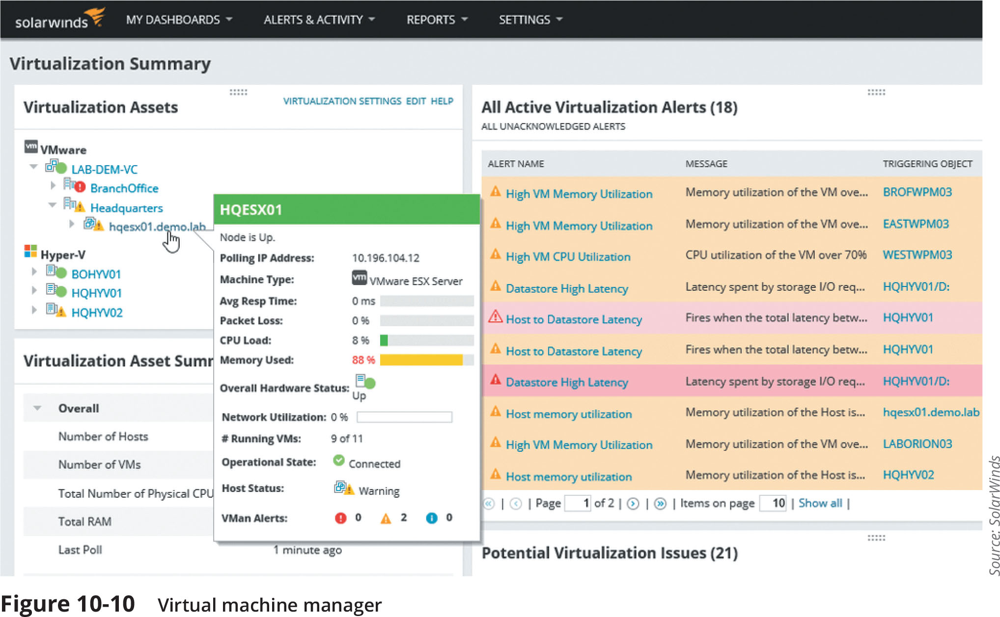 solarwinds MY DASHBOARDS ALERTS & ACTIVITY REPORTS SETTINGS
Virtualization Summary
Virtualization Assets
VIRTUALIZATION SETTINGS EDIT HELP
vm VMware
LAB-DEM-VC
BranchOffice
Headquarters
hqesx01.demo.lab
Hyper-V
BOHYV01
HQHYV01
HQHYV02
Virtualization Asset Sumr
Overall
Number of Hosts
Number of VMs
Total Number of Physical CPU
Total RAM
Last Poll 1 minute ago
HQESX01
Node is Up.
Polling IP Address: 10.196.104.12
Machine Type: vm VMware ESX Server
Avg Resp Time: 0 ms
Packet Loss: 0 %
CPU Load: 8 %
Memory Used: 88 %
Overall Hardware Status: Up
Network Utilization: 0 %
# Running VMs: 9 of 11
Operational State: Connected
Host Status: Warning
VMan Alerts: 0 2 0
All Active Virtualization Alerts (18)
ALL UNACKNOWLEDGED ALERTS
ALERT NAME MESSAGE TRIGGERING OBJECT
High VM Memory Utilization Memory utilization of the VM ove... BROFWPM03
High VM Memory Utilization Memory utilization of the VM ove... EASTWPM03
High VM CPU Utilization CPU utilization of the VM over 70% WESTWPM03
Datastore High Latency Latency spent by storage I/O req... HQHYV01/D:
Host to Datastore Latency Fires when the total latency betw... HQHYV01
Host to Datastore Latency Fires when the total latency betw... HQHYV01
Datastore High Latency Latency spent by storage I/O req... HQHYV01/D:
Host memory utilization Memory utilization of the Host is... hqesx01.demo.lab
High VM Memory Utilization Memory utilization of the VM ove... LABORION03
Host memory utilization Memory utilization of the Host is... HQHYV02
| | Page 1 of 2 | | | Items on page 10 | Show all |
Potential Virtualization Issues (21)
Source: SolarWinds
Figure 10-10 Virtual machine manager